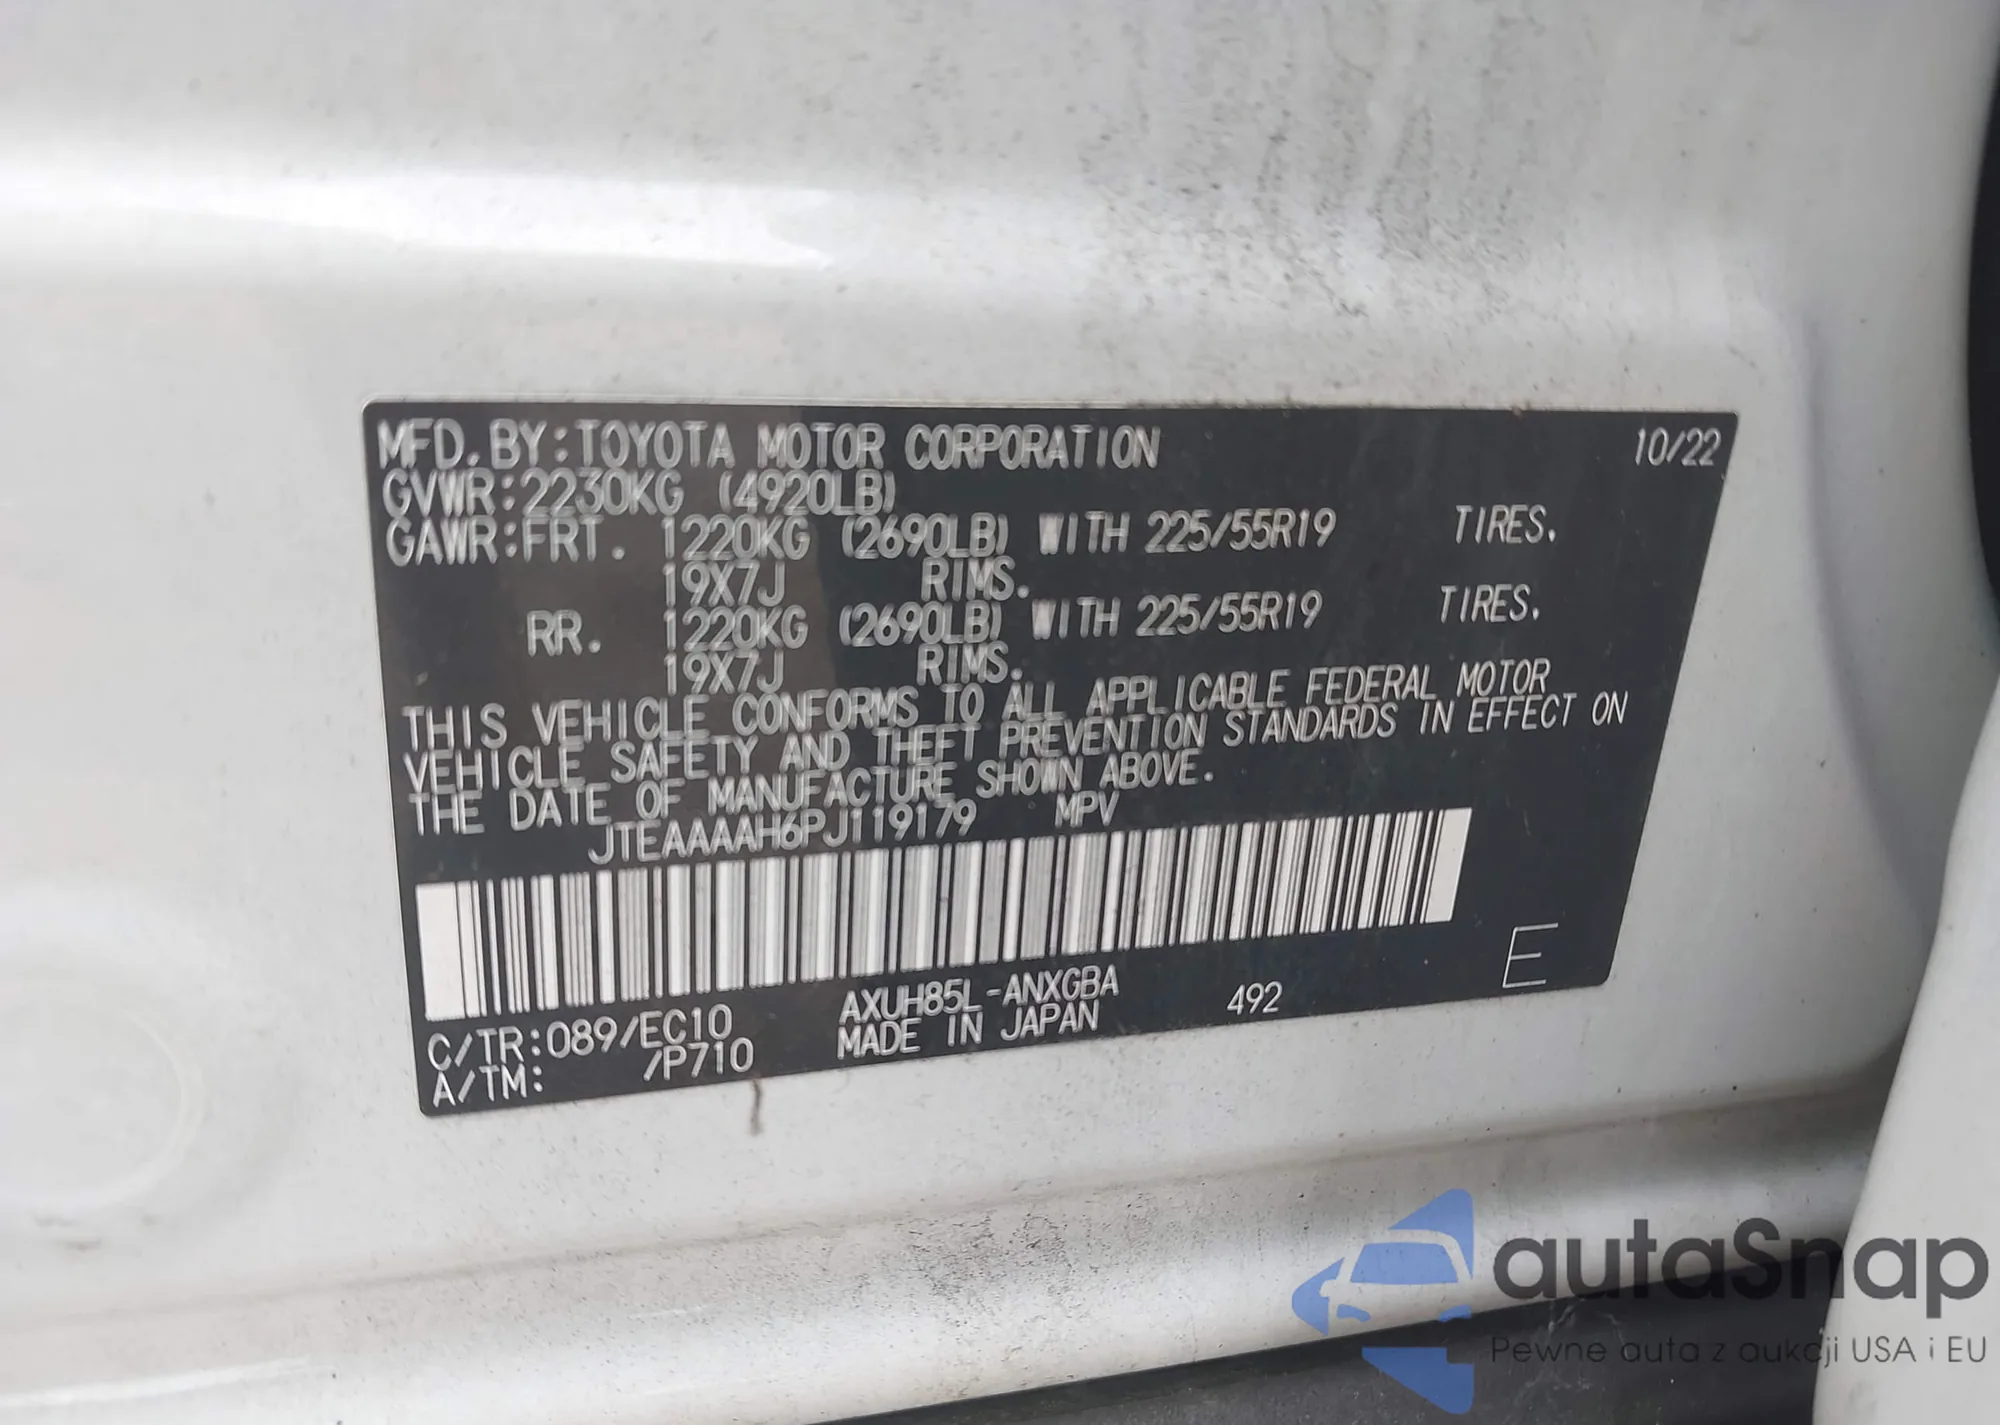 MFD. BY: TOYOTA MOTOR CORPORATION 10/22
GVWR: 2230KG (4920LB)
GAWR: FRT. 1220KG (2690LB) WITH 225/55R19 TIRES.
19X7J RIMS.
RR. 1220KG (2690LB) WITH 225/55R19 TIRES.
19X7J RIMS.
THIS VEHICLE CONFORMS TO ALL APPLICABLE FEDERAL MOTOR
VEHICLE SAFETY AND THEFT PREVENTION STANDARDS IN EFFECT ON
THE DATE OF MANUFACTURE SHOWN ABOVE.
JTEAAAAH6PJ119179 MPV
C/TR: 089/EC10 AXUH85L-ANXGBA 492 E
A/TM: /P710 MADE IN JAPAN
autaSnap
Pewne auta z aukcji USA i EU